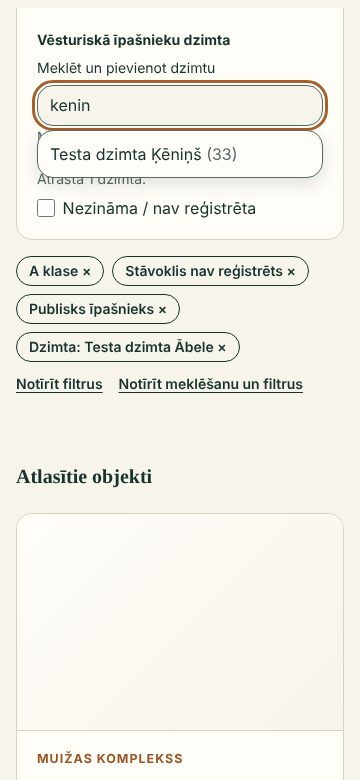 Vēsturiskā īpašnieku dzimta
Meklēt un pievienot dzimtu
kenin
Testa dzimta Ķēniņš (33)
Atrasta 1 dzimta.
Nezināma / nav reģistrēta
A klase ×
Stāvoklis nav reģistrēts ×
Publisks īpašnieks ×
Dzimta: Testa dzimta Ābele ×
Notīrīt filtrus
Notīrīt meklēšanu un filtrus
Atlasītie objekti
MUIŽAS KOMPLEKSS